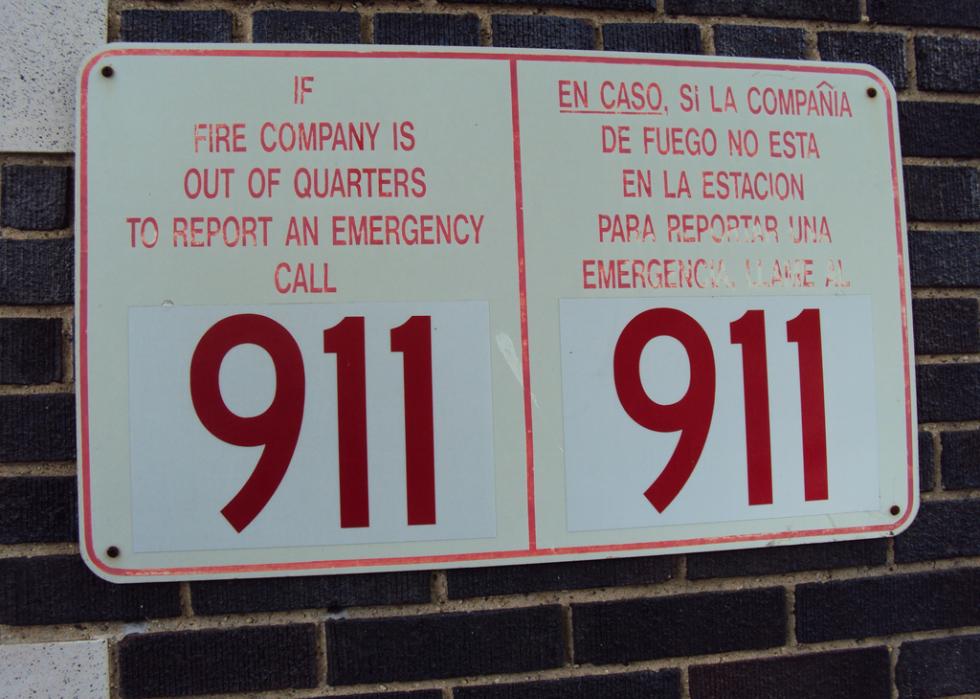 IF
FIRE COMPANY IS
OUT OF QUARTERS
TO REPORT AN EMERGENCY
CALL
911
EN CASO, SI LA COMPAÑIA
DE FUEGO NO ESTA
EN LA ESTACION
PARA REPORTAR UNA
EMERGENCIA, LLAME AL
911